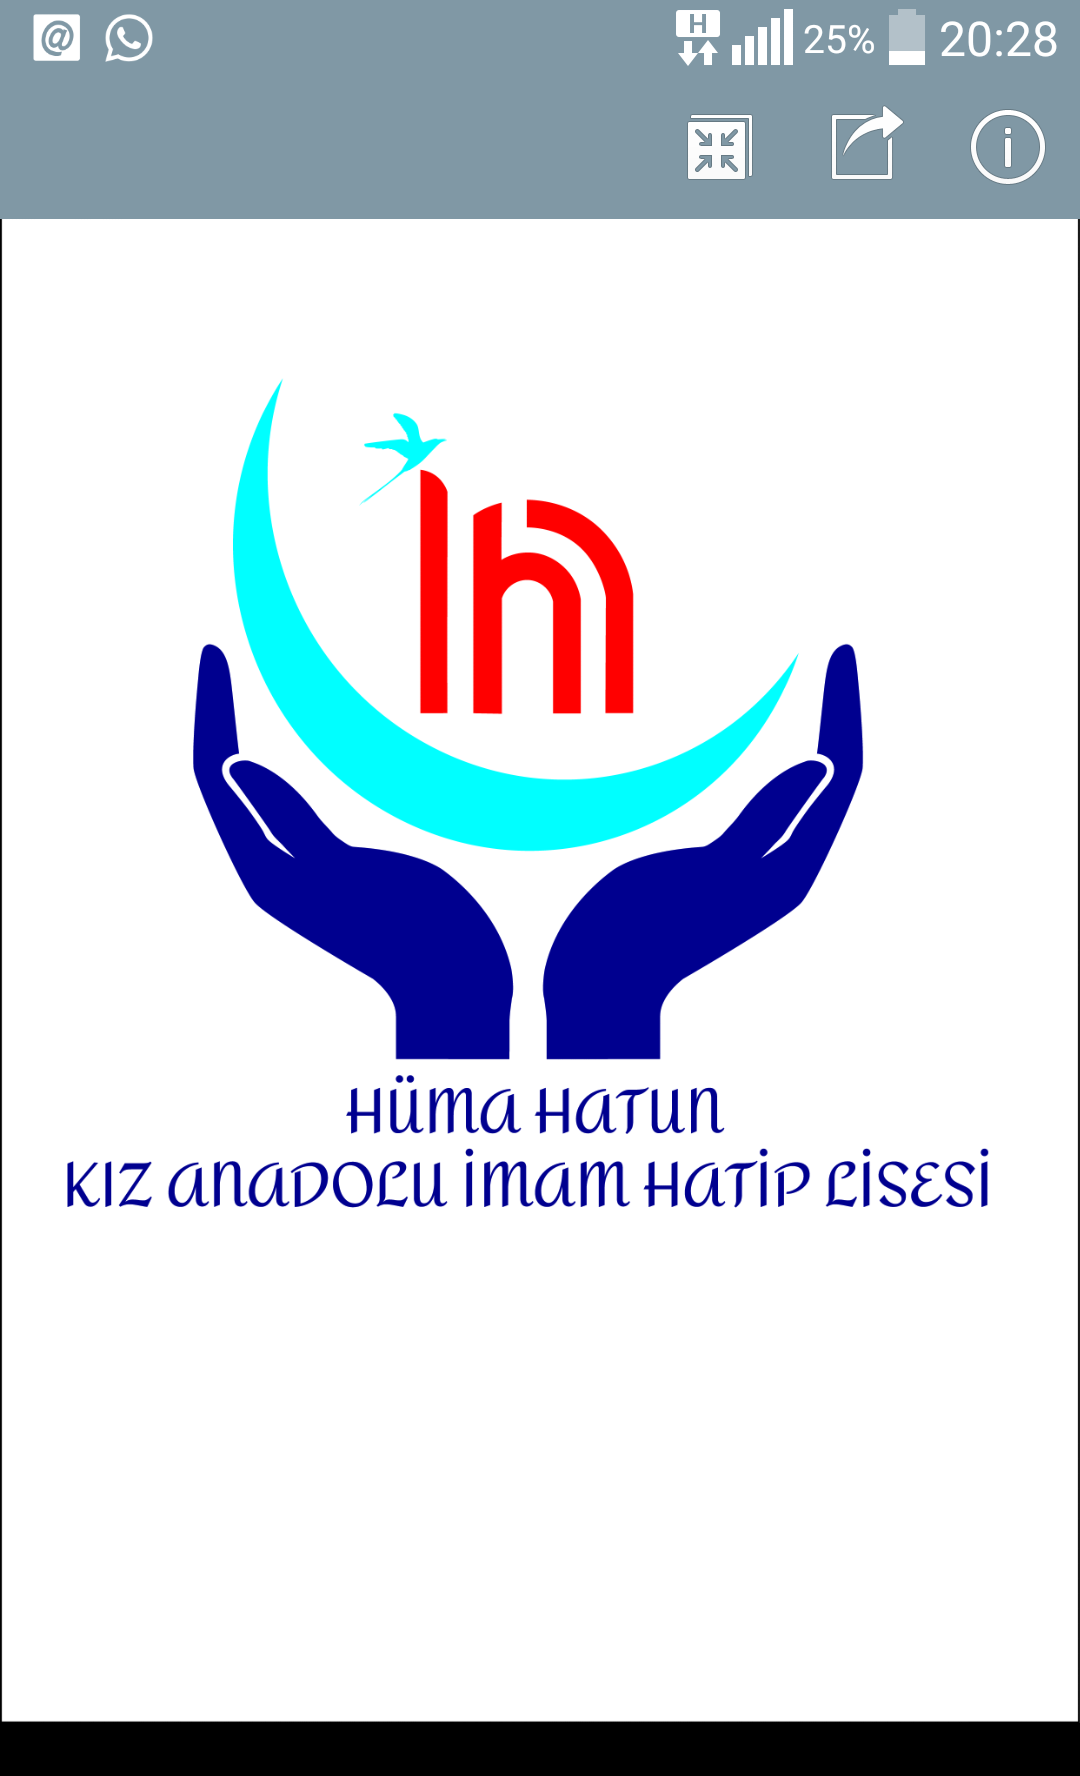 H 25% 20:28
HÜMA HATUN
KIZ ANADOLU İMAM HATİP LİSESİ